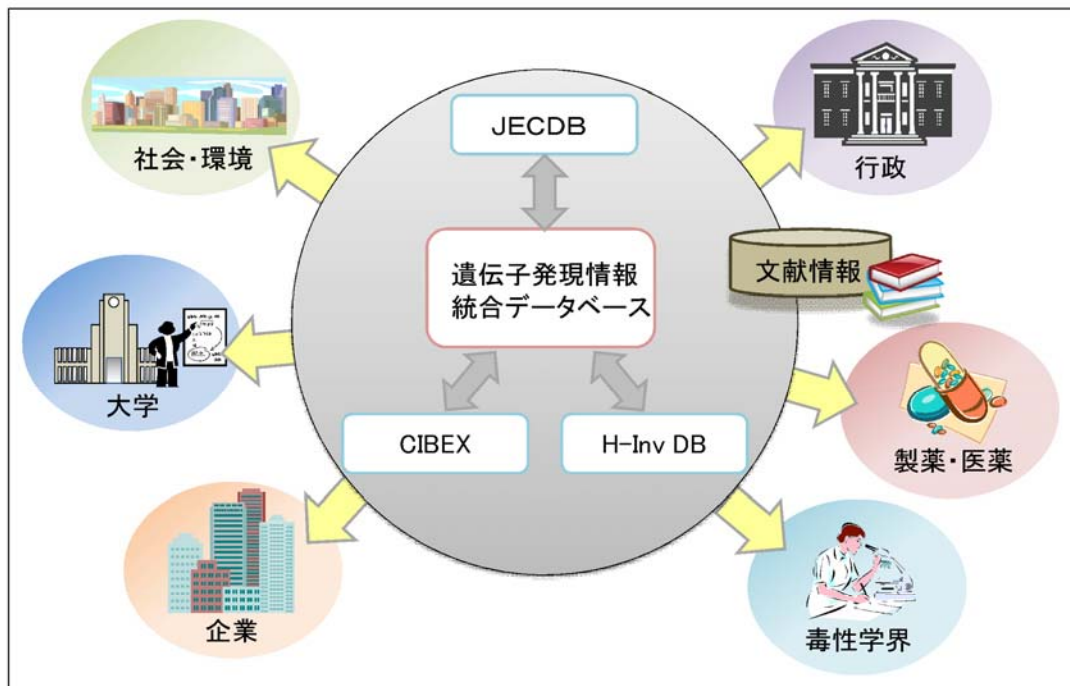 JECDB
社会・環境
行政
遺伝子発現情報
統合データベース
文献情報
大学
CIBEX
H-Inv DB
製薬・医薬
企業
毒性学界